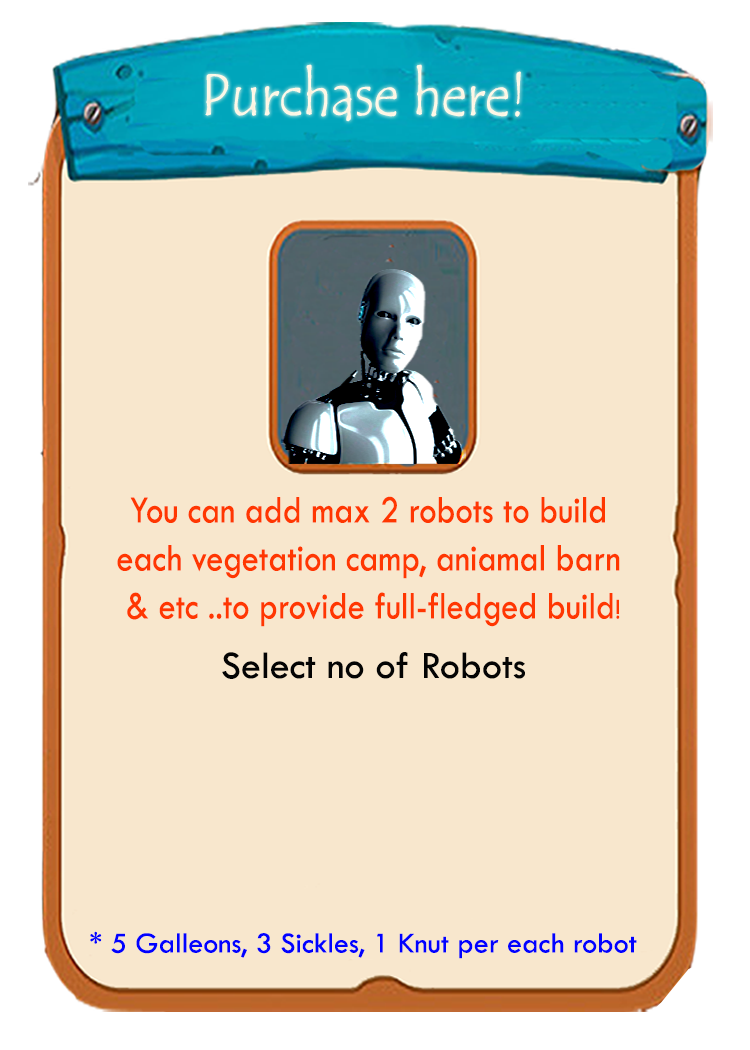 Purchase here!
You can add max 2 robots to build
each vegetation camp, aniamal barn
& etc ..to provide full-fledged build!
Select no of Robots
* 5 Galleons, 3 Sickles, 1 Knut per each robot